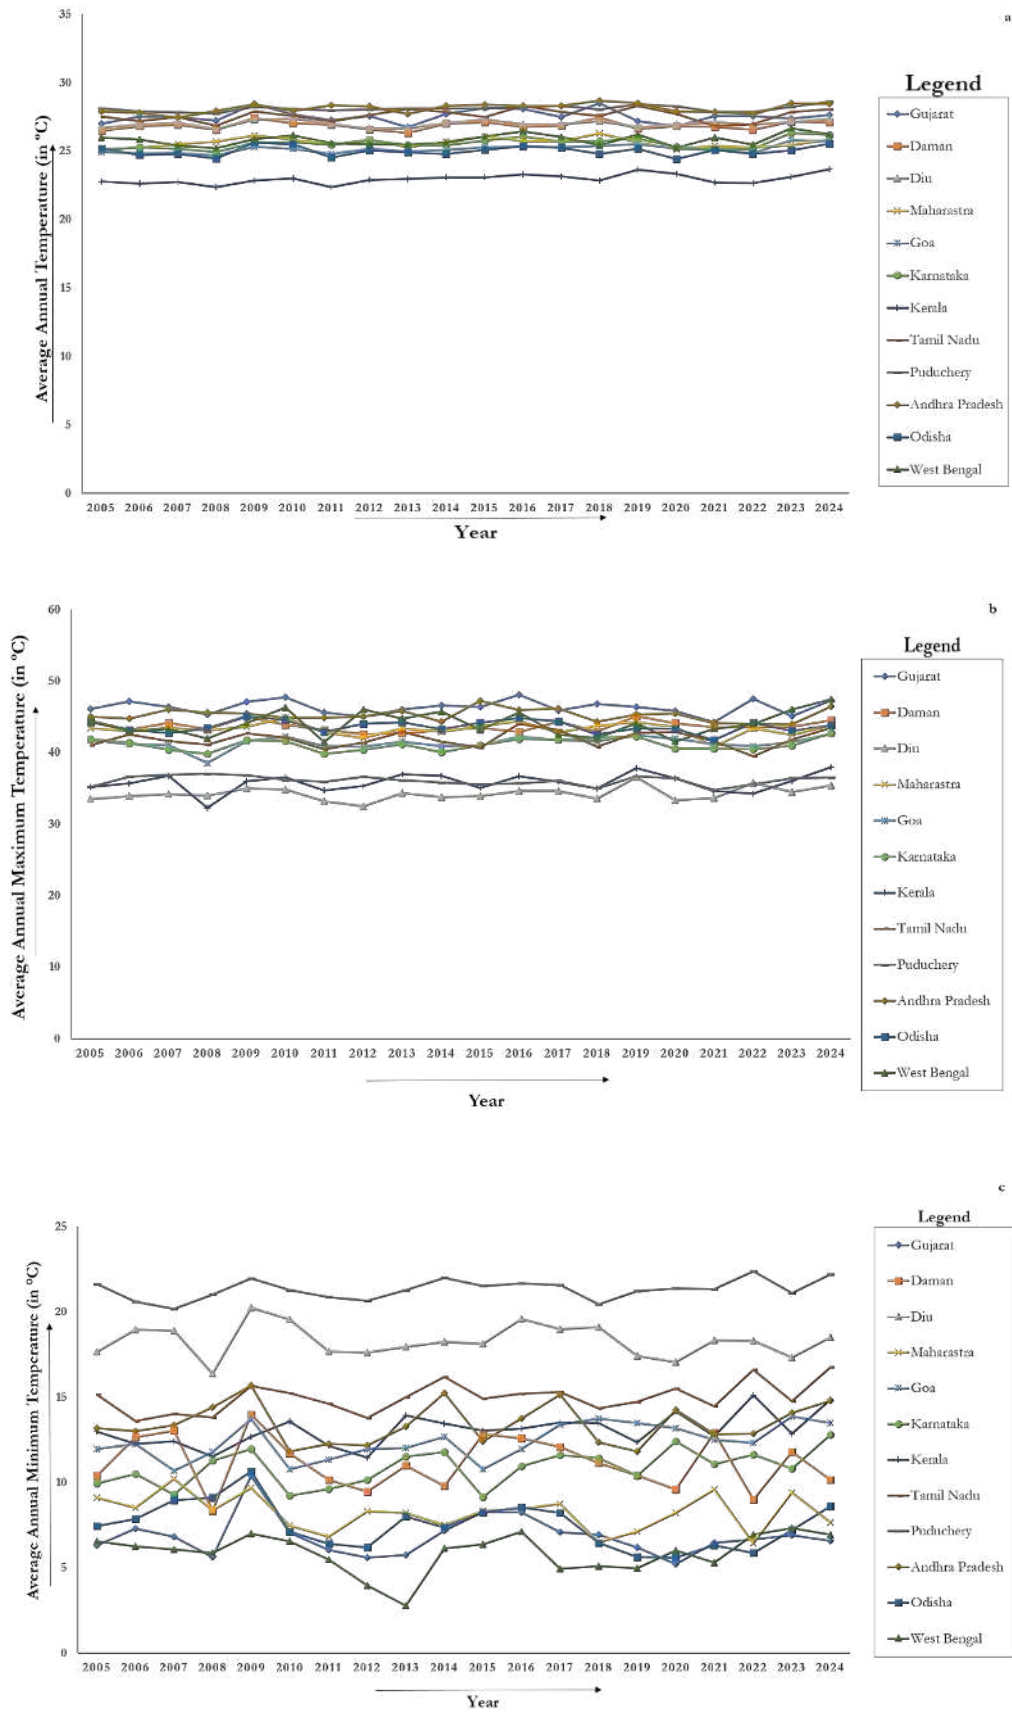 a
35
30
25
20
15
10
5
0
Average Annual Temperature (in °C)
2005 2006 2007 2008 2009 2010 2011 2012 2013 2014 2015 2016 2017 2018 2019 2020 2021 2022 2023 2024
Year
Legend
Gujarat
Daman
Diu
Maharastra
Goa
Karnataka
Kerala
Tamil Nadu
Puduchery
Andhra Pradesh
Odisha
West Bengal
b
60
50
40
30
20
10
0
Average Annual Maximum Temperature (in °C)
2005 2006 2007 2008 2009 2010 2011 2012 2013 2014 2015 2016 2017 2018 2019 2020 2021 2022 2023 2024
Year
Legend
Gujarat
Daman
Diu
Maharastra
Goa
Karnataka
Kerala
Tamil Nadu
Puduchery
Andhra Pradesh
Odisha
West Bengal
c
25
20
15
10
5
0
Average Annual Minimum Temperature (in °C)
2005 2006 2007 2008 2009 2010 2011 2012 2013 2014 2015 2016 2017 2018 2019 2020 2021 2022 2023 2024
Year
Legend
Gujarat
Daman
Diu
Maharastra
Goa
Karnataka
Kerala
Tamil Nadu
Puduchery
Andhra Pradesh
Odisha
West Bengal